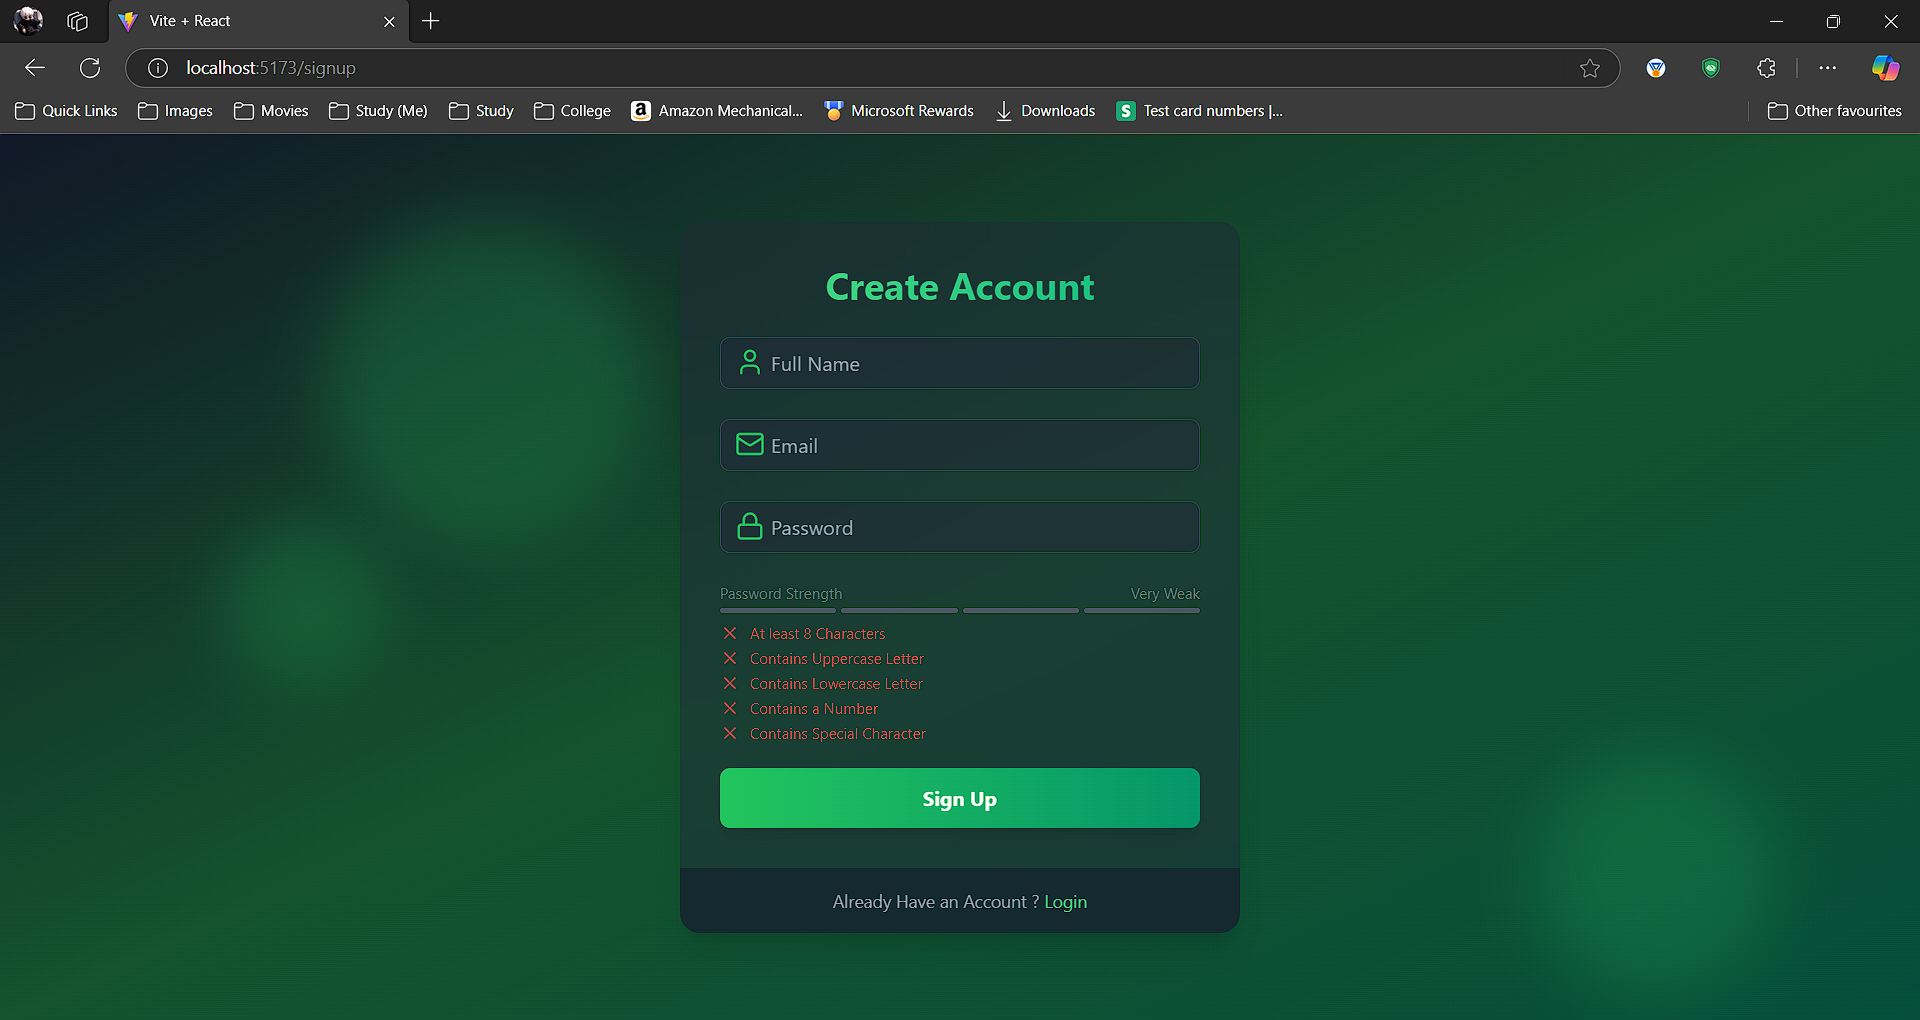 Vite + React
localhost:5173/signup
Quick Links Images Movies Study (Me) Study College Amazon Mechanical... Microsoft Rewards Downloads Test card numbers |... Other favourites
Create Account
Full Name
Email
Password
Password Strength Very Weak
At least 8 Characters
Contains Uppercase Letter
Contains Lowercase Letter
Contains a Number
Contains Special Character
Sign Up
Already Have an Account ? Login